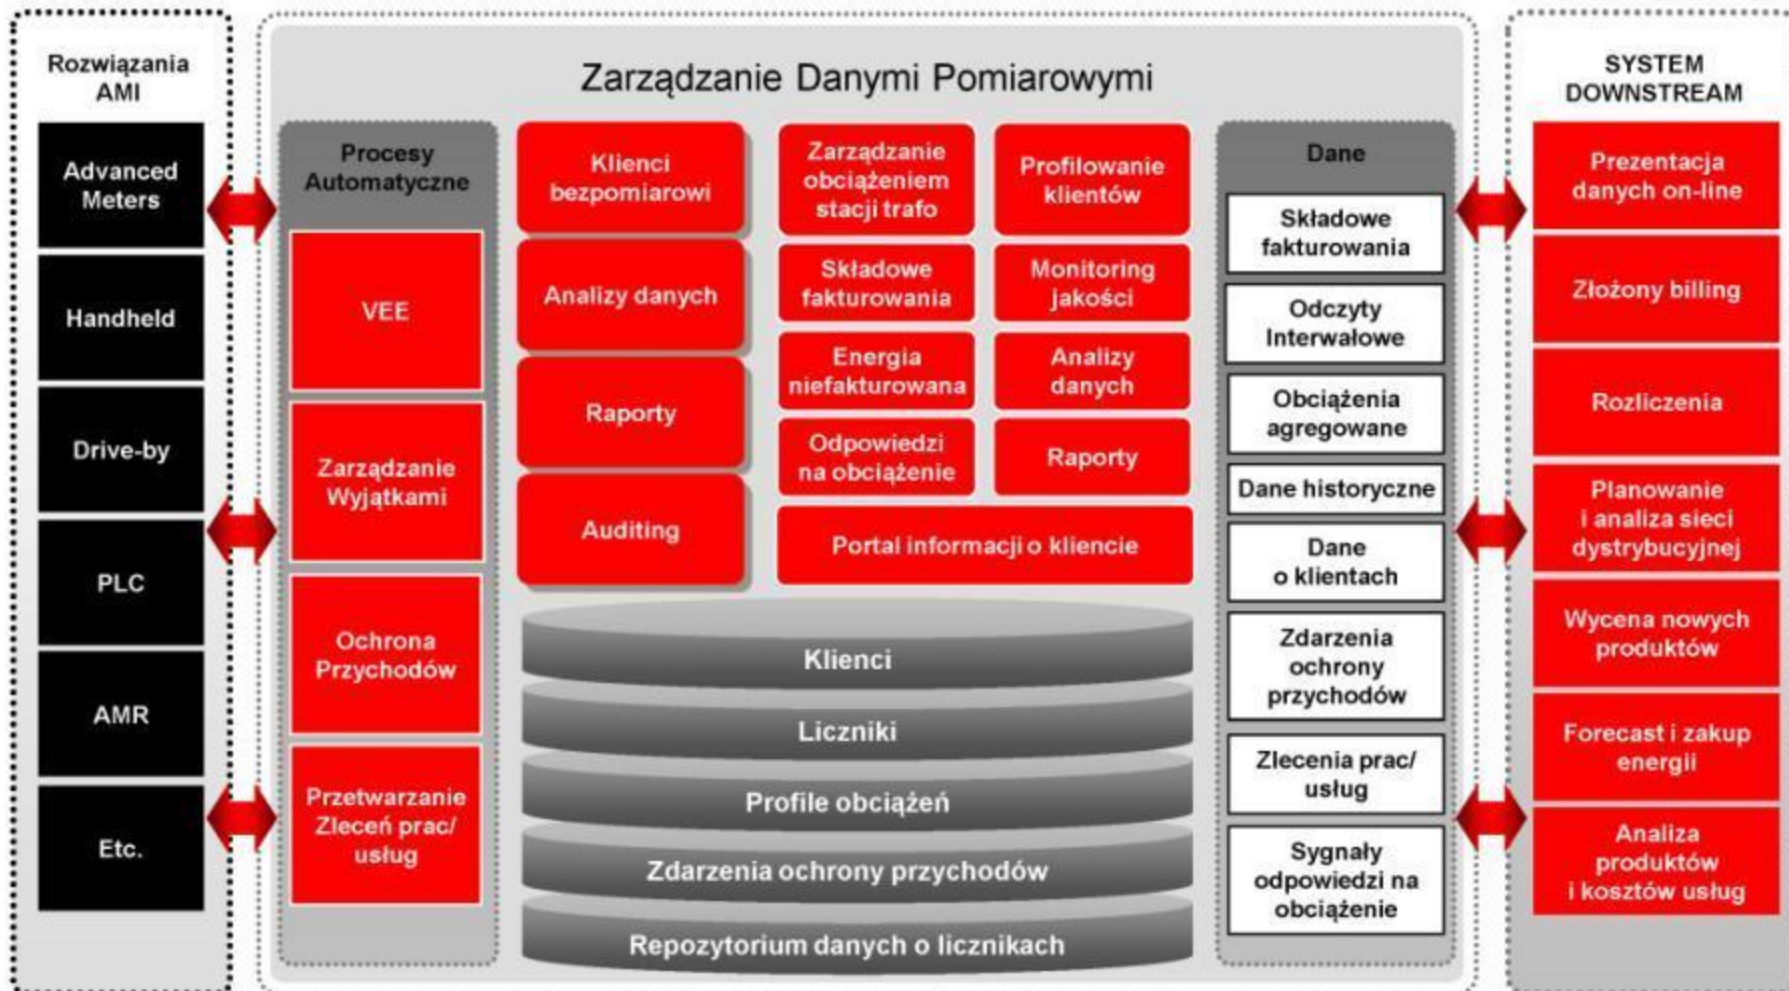 Rozwiązania
AMI
Advanced
Meters
Handheld
Drive-by
PLC
AMR
Etc.
Zarządzanie Danymi Pomiarowymi
Procesy
Automatyczne
VEE
Zarządzanie
Wyjątkami
Ochrona
Przychodów
Przetwarzanie
Zleceń prac/
usług
Klienci
bezpomiarowi
Analizy danych
Raporty
Auditing
Zarządzanie
obciążeniem
stacji trafo
Profilowanie
klientów
Składowe
fakturowania
Monitoring
jakości
Energia
niefakturowana
Analizy
danych
Odpowiedzi
na obciążenie
Raporty
Portal informacji o kliencie
Klienci
Liczniki
Profile obciążeń
Zdarzenia ochrony przychodów
Repozytorium danych o licznikach
Dane
Składowe
fakturowania
Odczyty
Interwałowe
Obciążenia
agregowane
Dane historyczne
Dane
o klientach
Zdarzenia
ochrony
przychodów
Zlecenia prac/
usług
Sygnały
odpowiedzi na
obciążenie
SYSTEM
DOWNSTREAM
Prezentacja
danych on-line
Złożony billing
Rozliczenia
Planowanie
i analiza sieci
dystrybucyjnej
Wycena nowych
produktów
Forecast i zakup
energii
Analiza
produktów
i kosztów usług